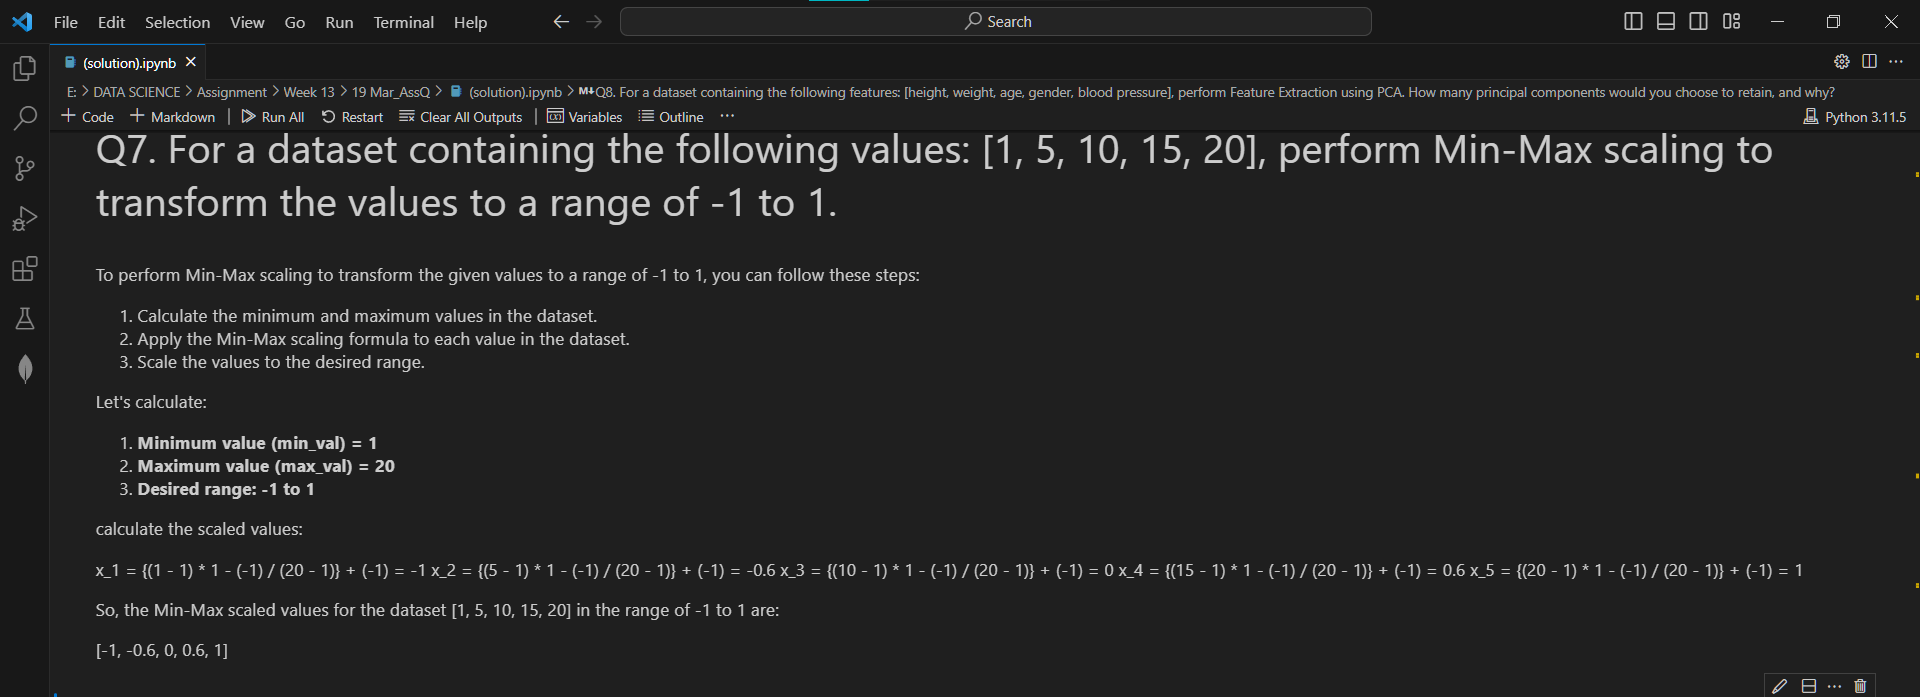 File Edit Selection View Go Run Terminal Help
Search
(solution).ipynb
E: > DATA SCIENCE > Assignment > Week 13 > 19 Mar_AssQ > (solution).ipynb > M↓Q8. For a dataset containing the following features: [height, weight, age, gender, blood pressure], perform Feature Extraction using PCA. How many principal components would you choose to retain, and why?
+ Code + Markdown | Run All Restart Clear All Outputs | Variables Outline ... Python 3.11.5
Q7. For a dataset containing the following values: [1, 5, 10, 15, 20], perform Min-Max scaling to
transform the values to a range of -1 to 1.
To perform Min-Max scaling to transform the given values to a range of -1 to 1, you can follow these steps:
1. Calculate the minimum and maximum values in the dataset.
2. Apply the Min-Max scaling formula to each value in the dataset.
3. Scale the values to the desired range.
Let's calculate:
1. Minimum value (min_val) = 1
2. Maximum value (max_val) = 20
3. Desired range: -1 to 1
calculate the scaled values:
x_1 = {(1 - 1) * 1 - (-1) / (20 - 1)} + (-1) = -1 x_2 = {(5 - 1) * 1 - (-1) / (20 - 1)} + (-1) = -0.6 x_3 = {(10 - 1) * 1 - (-1) / (20 - 1)} + (-1) = 0 x_4 = {(15 - 1) * 1 - (-1) / (20 - 1)} + (-1) = 0.6 x_5 = {(20 - 1) * 1 - (-1) / (20 - 1)} + (-1) = 1
So, the Min-Max scaled values for the dataset [1, 5, 10, 15, 20] in the range of -1 to 1 are:
[-1, -0.6, 0, 0.6, 1]